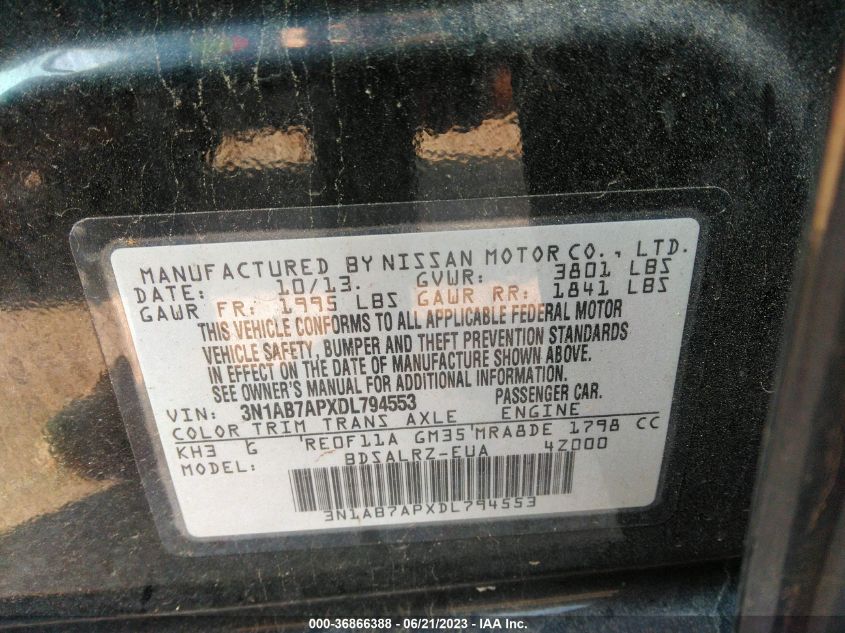 MANUFACTURED BY NISSAN MOTOR CO., LTD.
DATE: 10/13. GVWR: 3801 LBS
GAWR FR: 1995 LBS GAWR RR: 1841 LBS
THIS VEHICLE CONFORMS TO ALL APPLICABLE FEDERAL MOTOR
VEHICLE SAFETY, BUMPER AND THEFT PREVENTION STANDARDS
IN EFFECT ON THE DATE OF MANUFACTURE SHOWN ABOVE.
SEE OWNER'S MANUAL FOR ADDITIONAL INFORMATION.
VIN: 3N1AB7APXDL794553 PASSENGER CAR.
COLOR TRIM TRANS AXLE ENGINE
KH3 G RE0F11A GM35 MRA8DE 1798 CC
MODEL: BDSALRZ-EUA 4Z000
3N1AB7APXDL794553
000-36866388 - 06/21/2023 - IAA Inc.